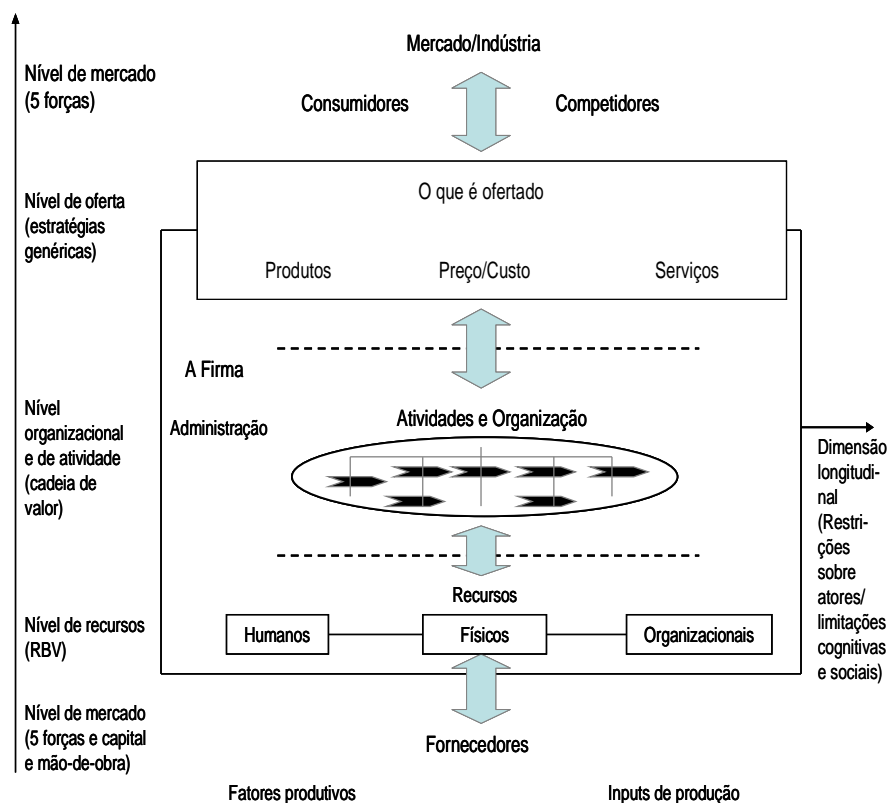 Mercado/Indústria
Nível de mercado
(5 forças)
Consumidores
Competidores
Nível de oferta
(estratégias
genéricas)
O que é ofertado
Produtos
Preço/Custo
Serviços
A Firma
Nível
organizacional
e de atividade
(cadeia de
valor)
Administração
Atividades e Organização
Dimensão
longitudi-
nal
(Restri-
ções
sobre
atores/
limitações
cognitivas
e sociais)
Recursos
Nível de recursos
(RBV)
Humanos
Físicos
Organizacionais
Nível de mercado
(5 forças e capital
e mão-de-obra)
Fornecedores
Fatores produtivos
Inputs de produção